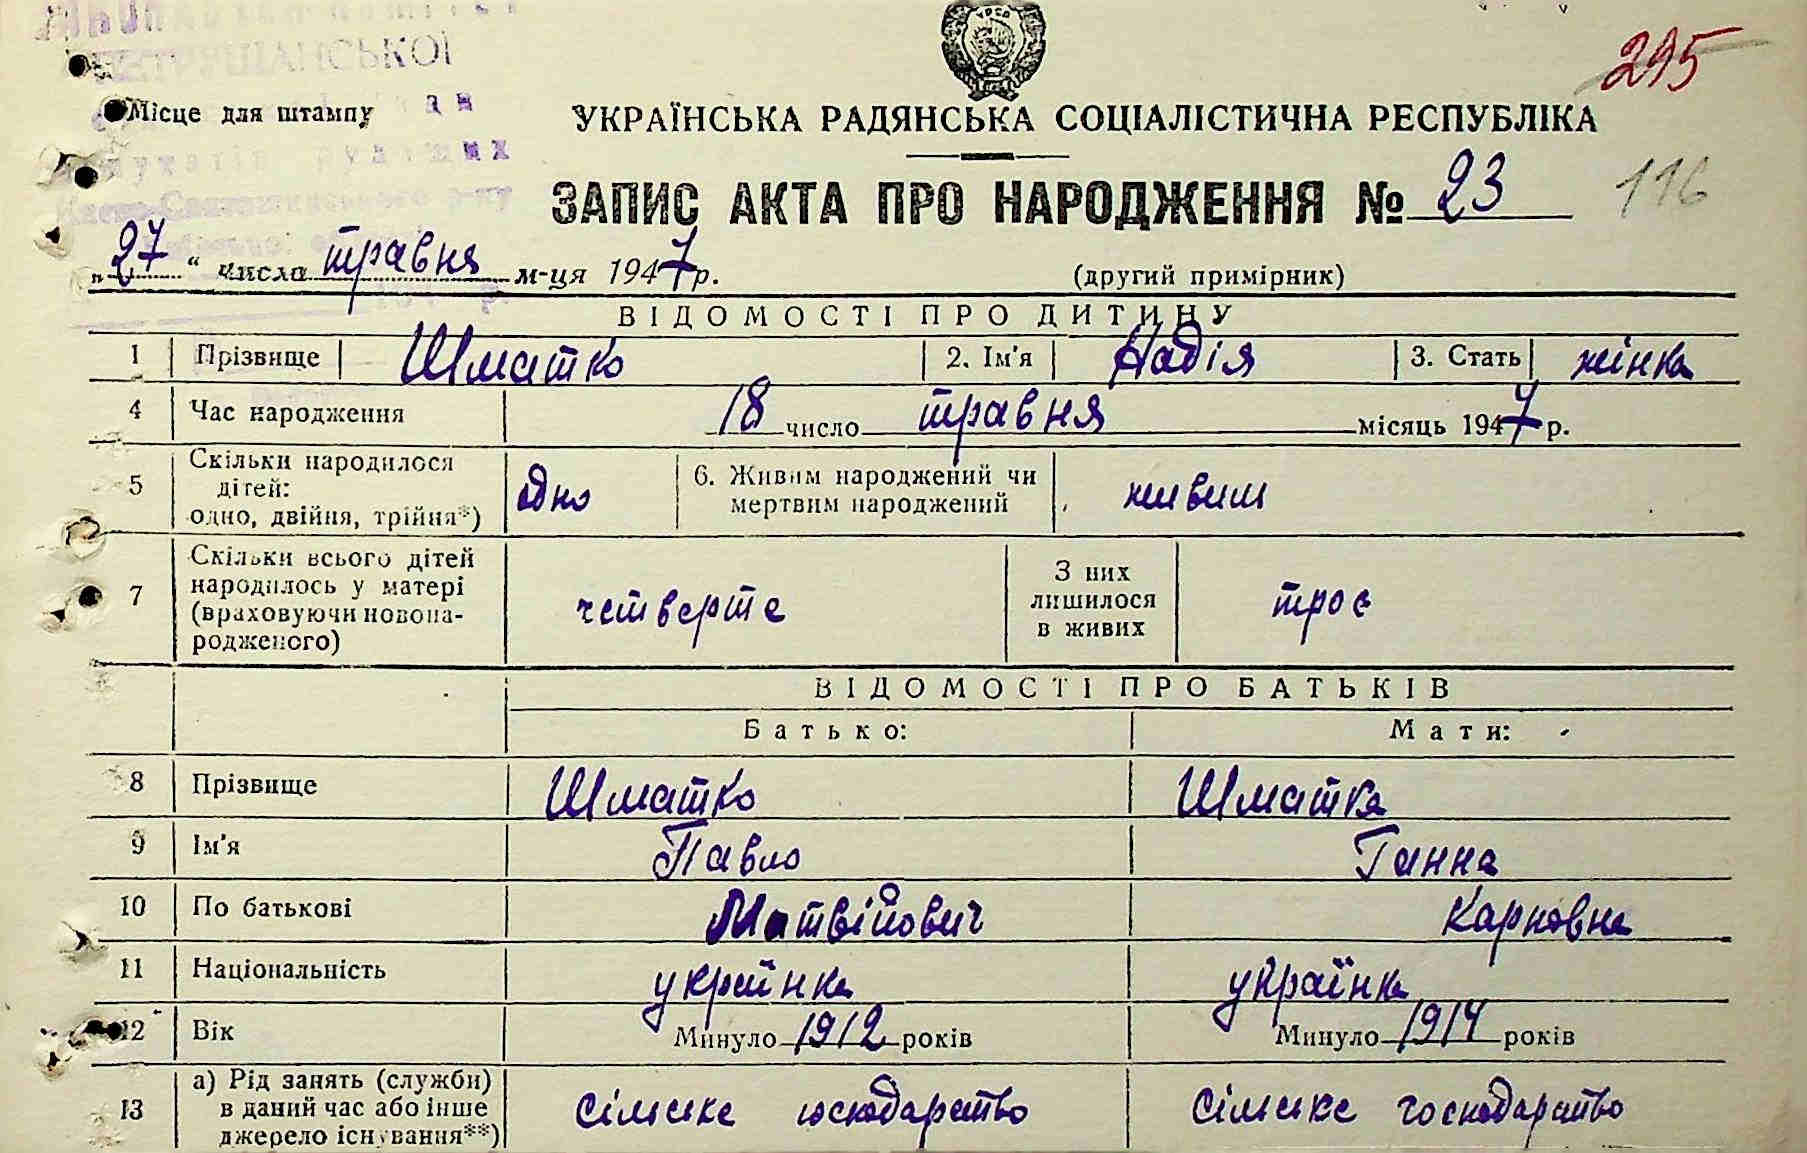 ПЕТРУШАНСЬКОЇ
Місце для штампу
УРСР
295
УКРАЇНСЬКА РАДЯНСЬКА СОЦІАЛІСТИЧНА РЕСПУБЛІКА
ЗАПИС АКТА ПРО НАРОДЖЕННЯ № 23
116
„27“ числа травня м-ця 1947 р.
(другий примірник)
ВІДОМОСТІ ПРО ДИТИНУ
1 Прізвище Шматко 2. Ім'я Надія 3. Стать жінка
4 Час народження 18 число травня місяць 1947 р.
5 Скільки народилося дітей: одно, двійня, трійня*) одно 6. Живим народжений чи мертвим народжений живим
7 Скільки всього дітей народилось у матері (враховуючи новонародженого) четверте З них лишилося в живих троє
ВІДОМОСТІ ПРО БАТЬКІВ
Батько: Мати:
8 Прізвище Шматко Шматка
9 Ім'я Павло Ганна
10 По батькові Матвійович Карповна
11 Національність українка українка
12 Вік Минуло 1912 років Минуло 1914 років
13 а) Рід занять (служби) в даний час або інше джерело існування**) сільське господарство сільське господарство